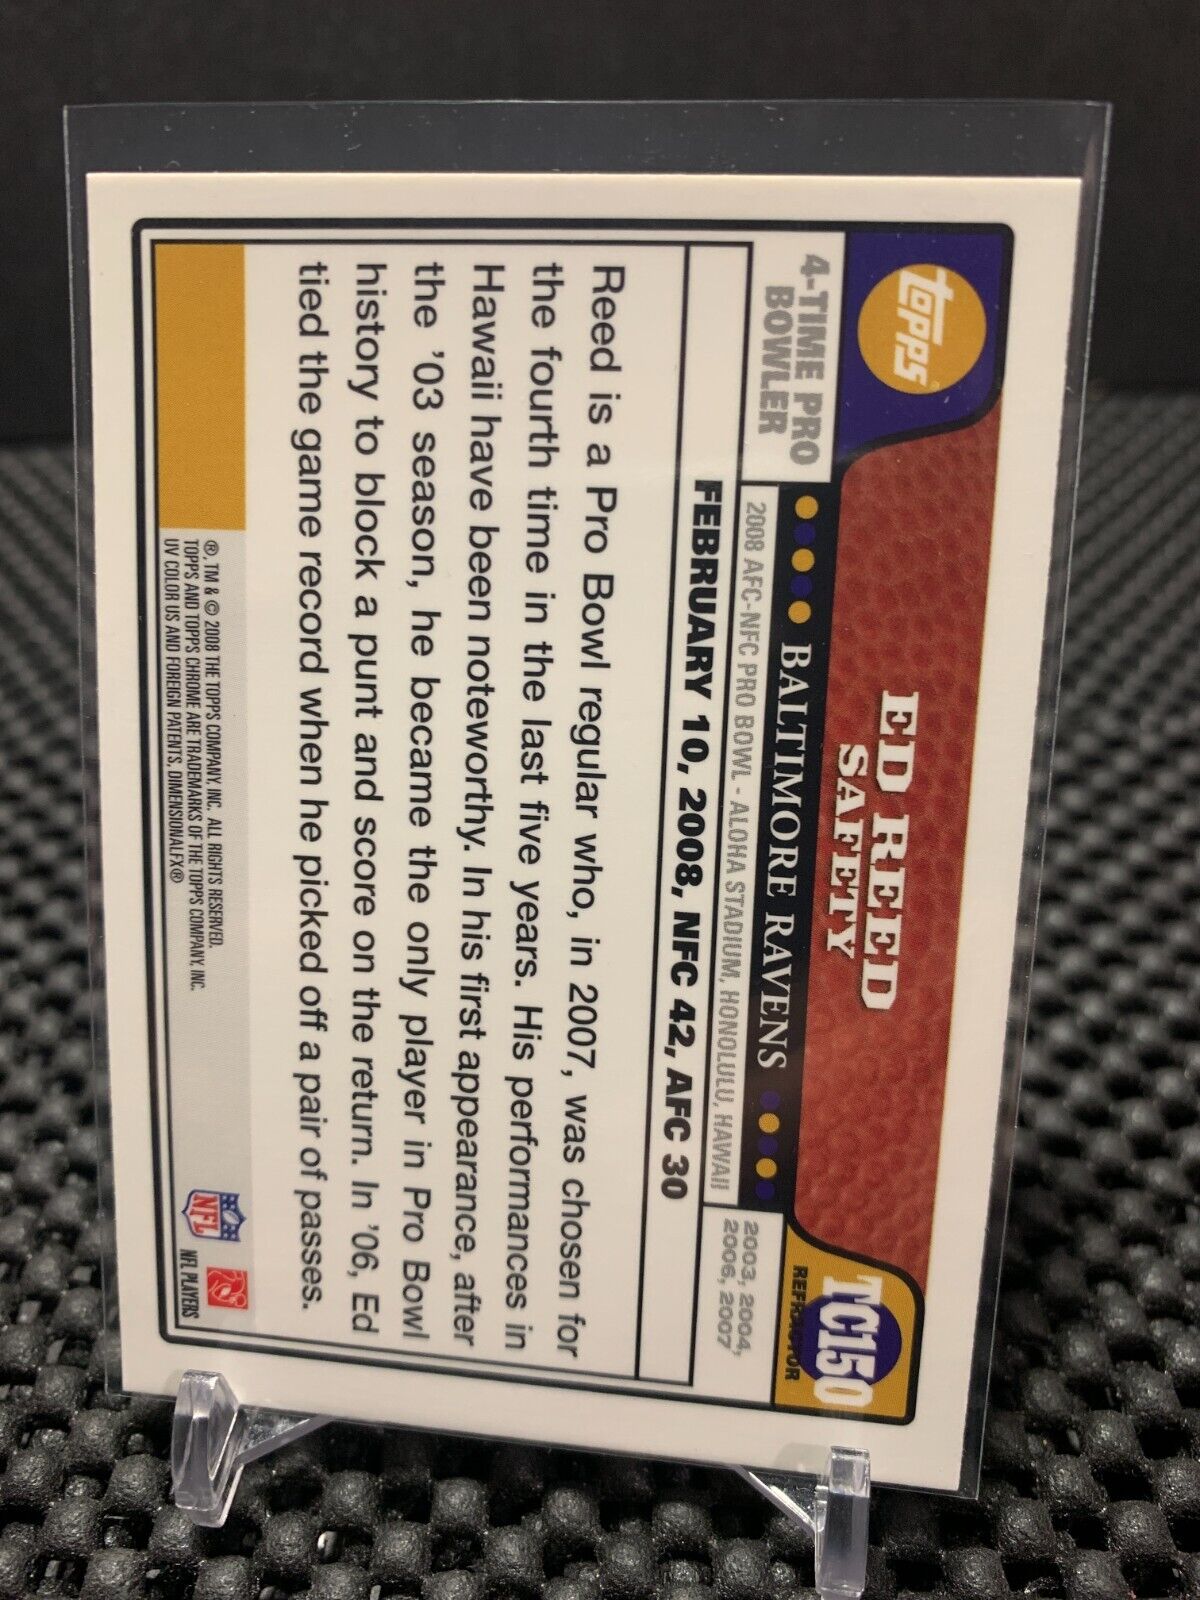 topps
ED REED
SAFETY
TC150
REFRACTOR
BALTIMORE RAVENS
4-TIME PRO
BOWLER
2008 AFC-NFC PRO BOWL - ALOHA STADIUM, HONOLULU, HAWAII
2003, 2004,
2006, 2007
FEBRUARY 10, 2008, NFC 42, AFC 30
Reed is a Pro Bowl regular who, in 2007, was chosen for
the fourth time in the last five years. His performances in
Hawaii have been noteworthy. In his first appearance, after
the '03 season, he became the only player in Pro Bowl
history to block a punt and score on the return. In '06, Ed
tied the game record when he picked off a pair of passes.
®, TM & © 2008 THE TOPPS COMPANY, INC. ALL RIGHTS RESERVED.
TOPPS AND TOPPS CHROME ARE TRADEMARKS OF THE TOPPS COMPANY, INC.
UV COLOR US AND FOREIGN PATENTS, DIMENSIONALFX®
NFL
NFL PLAYERS